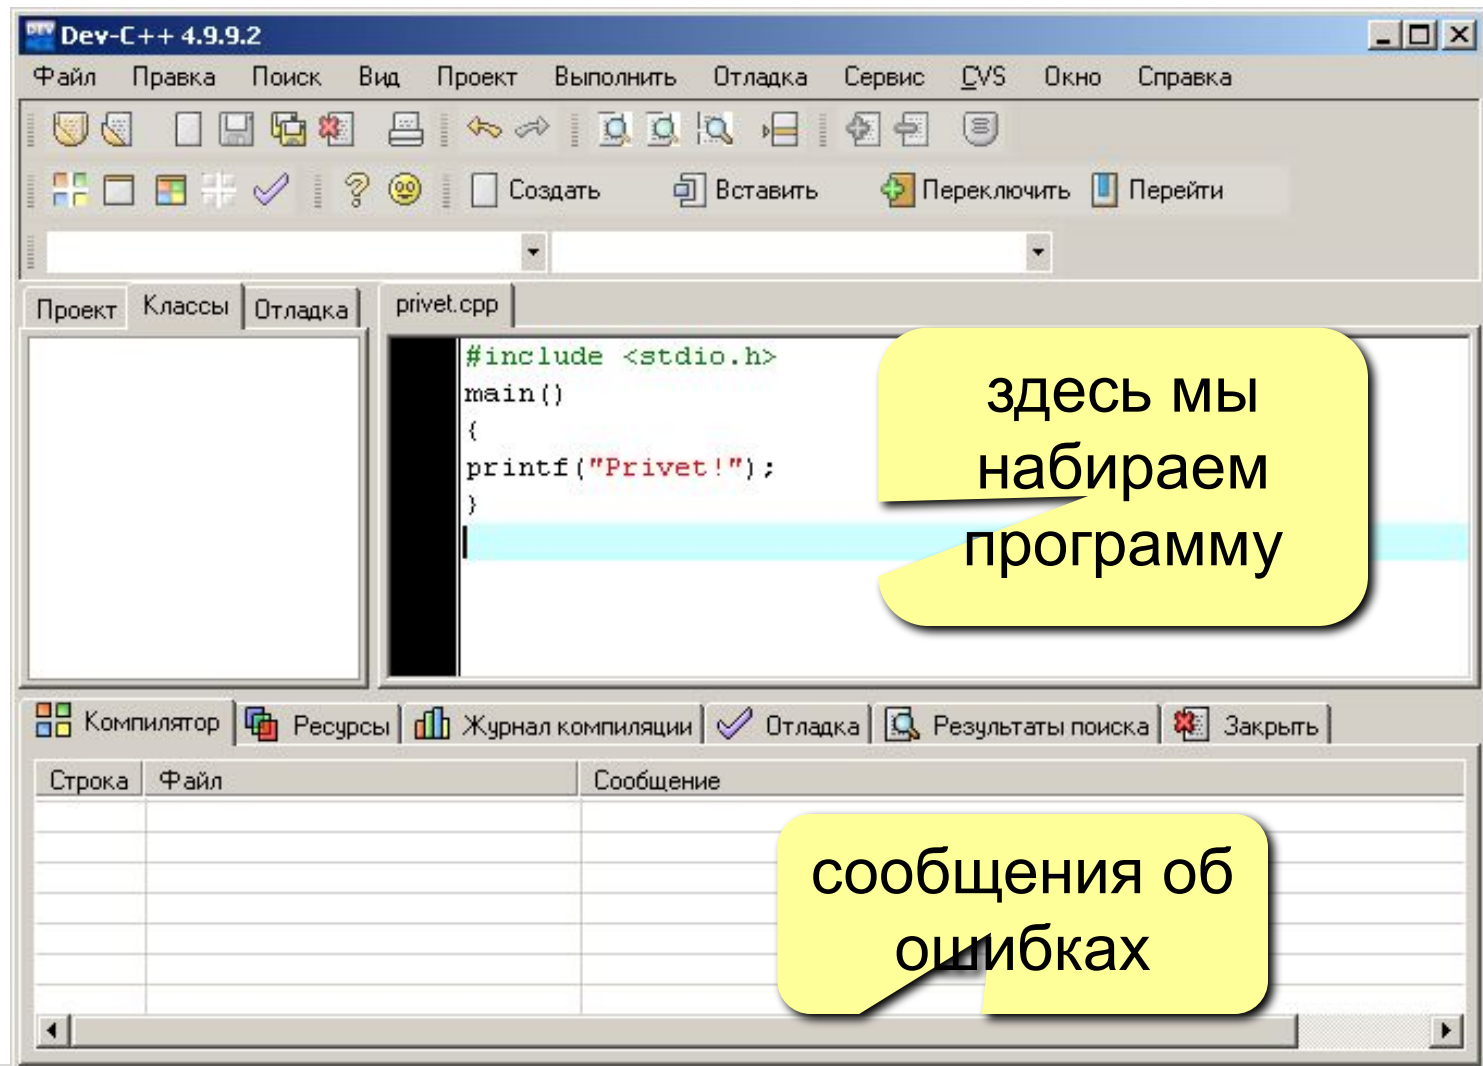 Dev-C++ 4.9.9.2
Файл Правка Поиск Вид Проект Выполнить Отладка Сервис CVS Окно Справка
Создать Вставить Переключить Перейти
Проект Классы Отладка privet.cpp
#include <stdio.h>
main()
{
printf("Privet!");
}
здесь мы
набираем
программу
Компилятор Ресурсы Журнал компиляции Отладка Результаты поиска Закрыть
Строка Файл Сообщение
сообщения об
ошибках